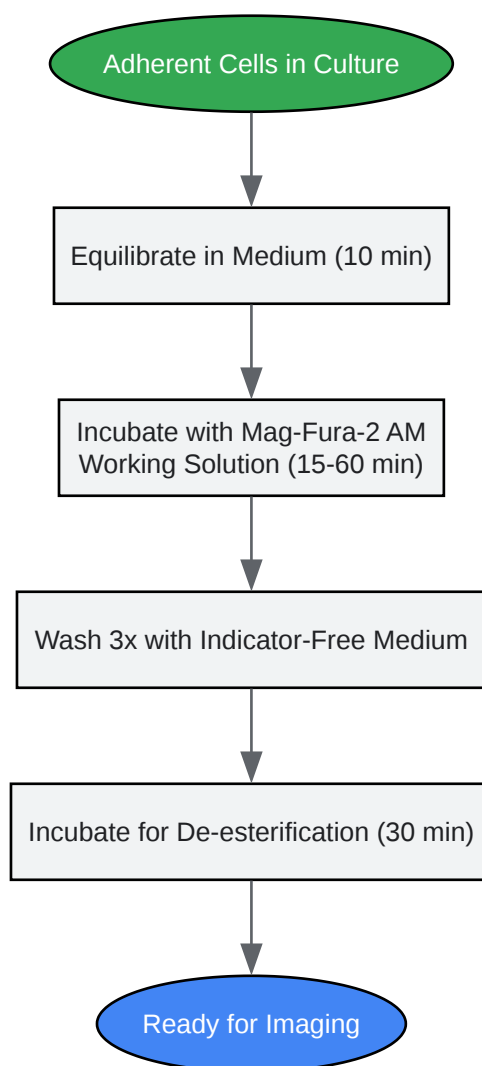 Adherent Cells in Culture
Equilibrate in Medium (10 min)
Incubate with Mag-Fura-2 AM
Working Solution (15-60 min)
Wash 3x with Indicator-Free Medium
Incubate for De-esterification (30 min)
Ready for Imaging